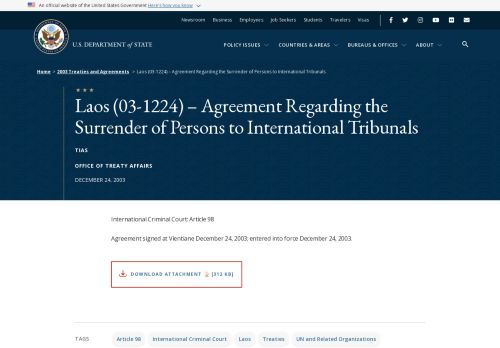 An official website of the United States Government Here's how you know
Newsroom Business Employers Job Seekers Students Travelers Visas
U.S. DEPARTMENT of STATE
POLICY ISSUES COUNTRIES & AREAS BUREAUS & OFFICES ABOUT
Home > 2003 Treaties and Agreements > Laos (03-1224) – Agreement Regarding the Surrender of Persons to International Tribunals
Laos (03-1224) – Agreement Regarding the
Surrender of Persons to International Tribunals
TIAS
OFFICE OF TREATY AFFAIRS
DECEMBER 24, 2003
International Criminal Court: Article 98
Agreement signed at Vientiane December 24, 2003; entered into force December 24, 2003.
DOWNLOAD ATTACHMENT [312 KB]
TAGS Article 98 International Criminal Court Laos Treaties UN and Related Organizations